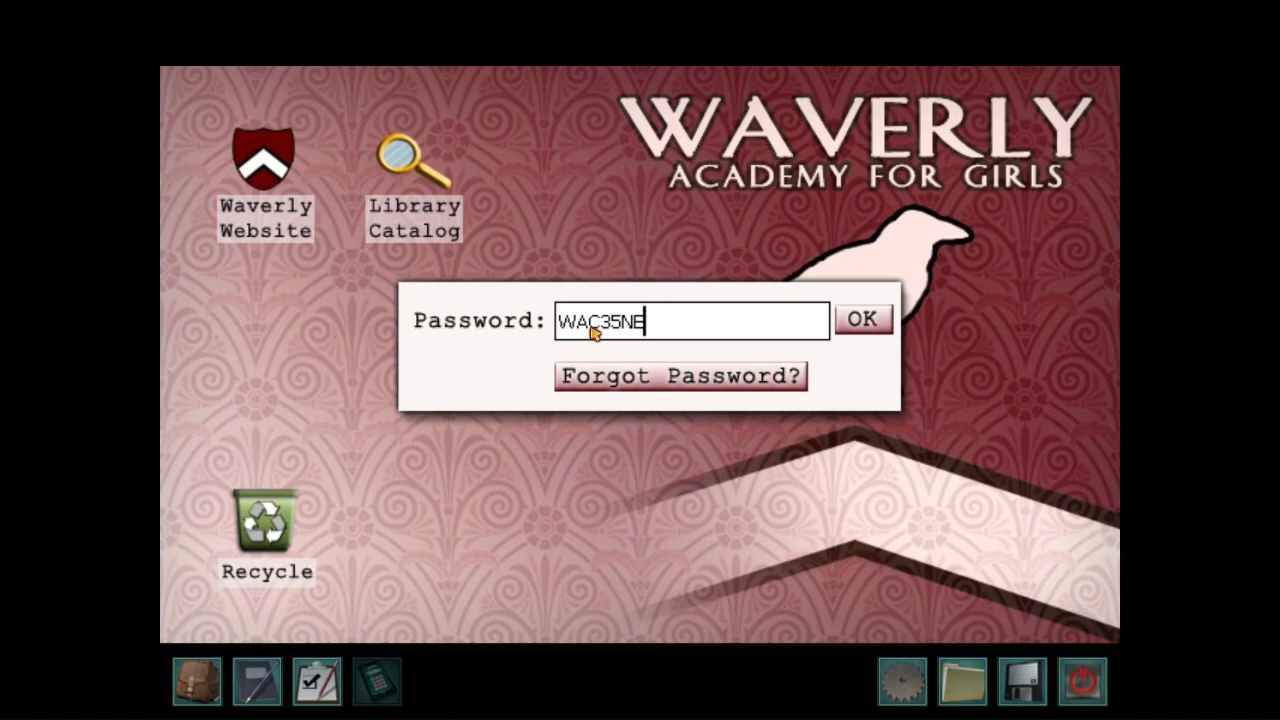 WAVERLY
ACADEMY FOR GIRLS
Waverly
Website
Library
Catalog
Password: WAC35NE OK
Forgot Password?
Recycle